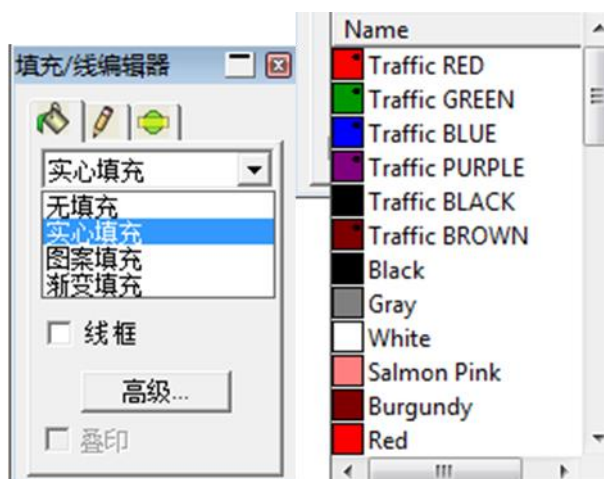 填充/线编辑器
实心填充
无填充
实心填充
图案填充
渐变填充
线框
高级...
叠印
Name
Traffic RED
Traffic GREEN
Traffic BLUE
Traffic PURPLE
Traffic BLACK
Traffic BROWN
Black
Gray
White
Salmon Pink
Burgundy
Red